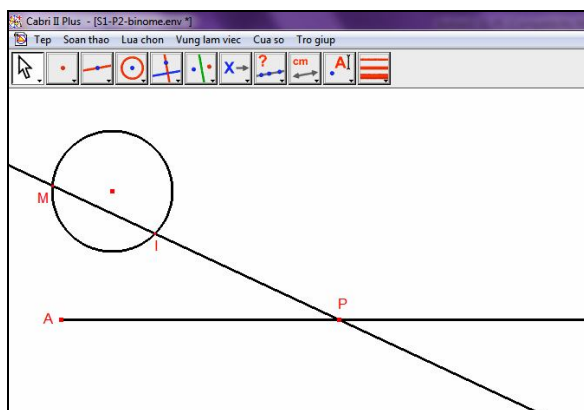 Cabri II Plus - [S1-P2-binome.env *]
Tep Soan thao Lua chon Vung lam viec Cua so Tro giup
X ? cm A
M
I
P
A